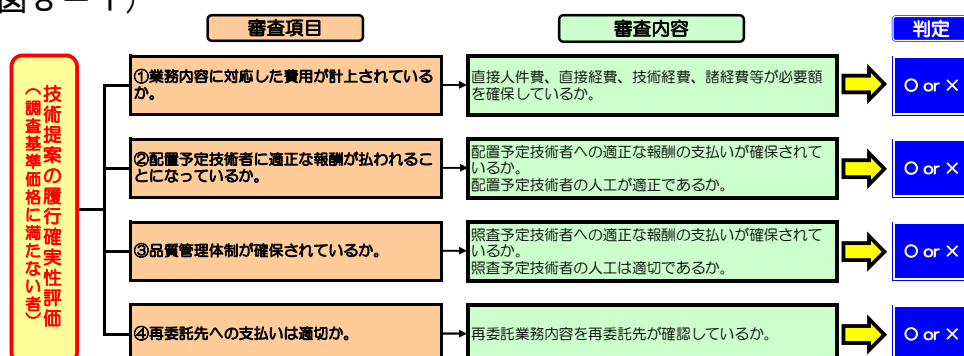 図８－１）
審査項目
審査内容
判定
技術提案の履行確実性評価
（調査基準価格に満たない者）
①業務内容に対応した費用が計上されている
か。
直接人件費、直接経費、技術経費、諸経費等が必要額
を確保しているか。
○ or ×
②配置予定技術者に適正な報酬が払われるこ
とになっているか。
配置予定技術者への適正な報酬の支払いが確保されて
いるか。
配置予定技術者の人工が適正であるか。
○ or ×
③品質管理体制が確保されているか。
照査予定技術者への適正な報酬の支払いが確保されて
いるか。
照査予定技術者の人工は適切であるか。
○ or ×
④再委託先への支払いは適切か。
再委託業務内容を再委託先が確認しているか。
○ or ×